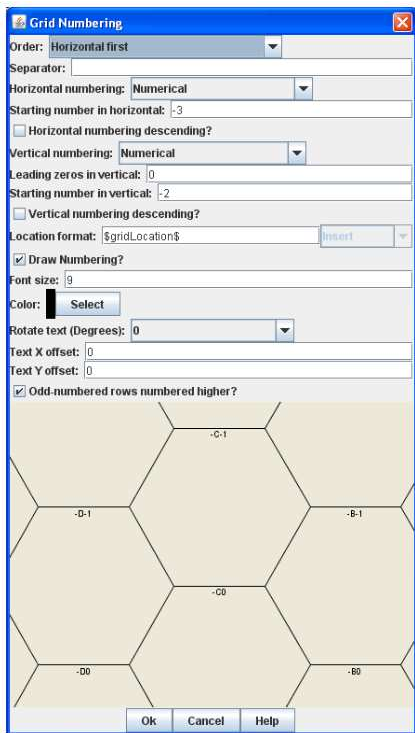 Grid Numbering
Order: Horizontal first
Separator:
Horizontal numbering: Numerical
Starting number in horizontal: -3
Horizontal numbering descending?
Vertical numbering: Numerical
Leading zeros in vertical: 0
Starting number in vertical: -2
Vertical numbering descending?
Location format: $gridLocation$ Insert
Draw Numbering?
Font size: 9
Color: Select
Rotate text (Degrees): 0
Text X offset: 0
Text Y offset: 0
Odd-numbered rows numbered higher?
-C-1
-D-1 -B-1
-C0
-D0 -B0
Ok Cancel Help